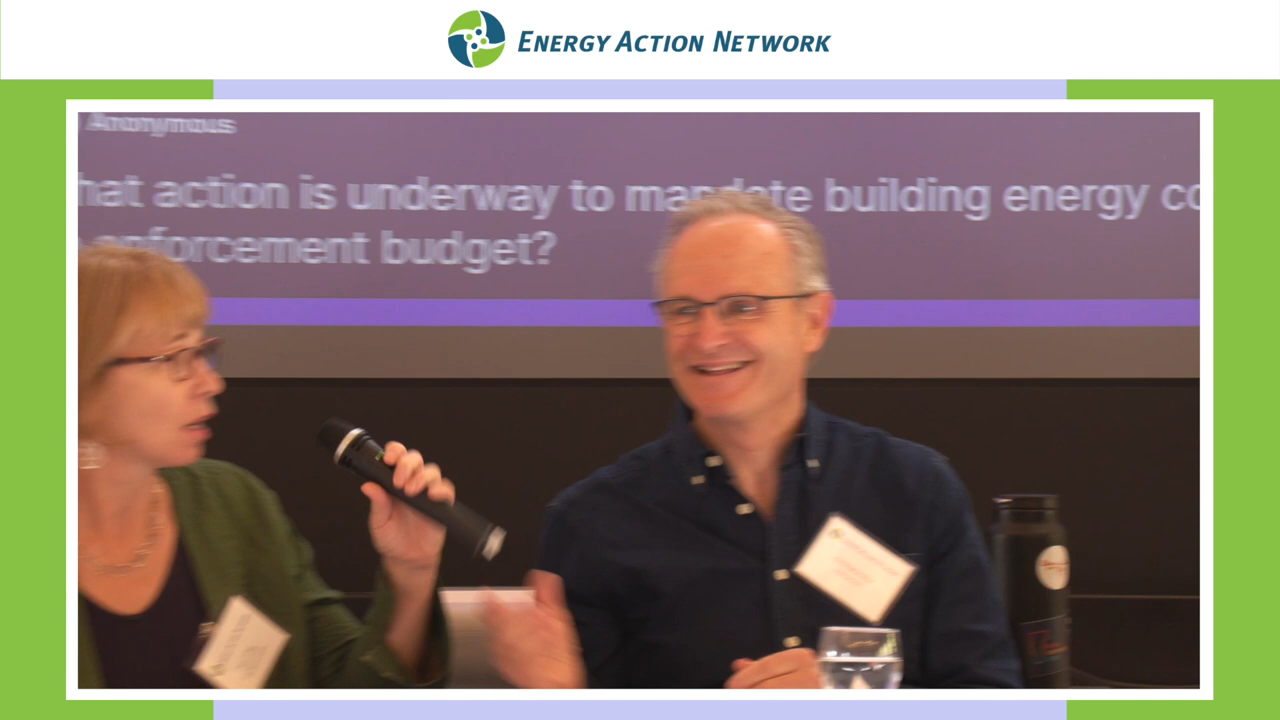 ENERGY ACTION NETWORK
Anonymous
hat action is underway to mandate building energy co
enforcement budget?